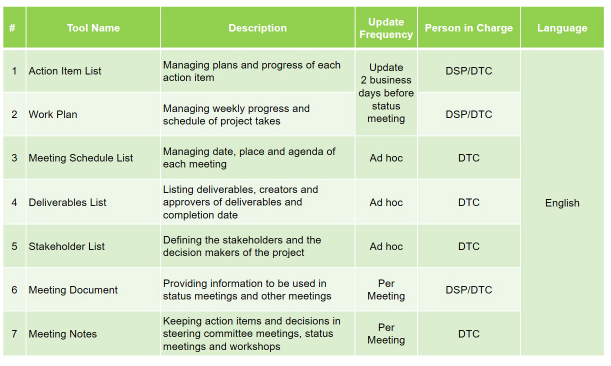 # Tool Name Description Update Frequency Person in Charge Language
1 Action Item List Managing plans and progress of each action item Update 2 business days before status meeting DSP/DTC English
2 Work Plan Managing weekly progress and schedule of project takes DSP/DTC
3 Meeting Schedule List Managing date, place and agenda of each meeting Ad hoc DTC
4 Deliverables List Listing deliverables, creators and approvers of deliverables and completion date Ad hoc DTC
5 Stakeholder List Defining the stakeholders and the decision makers of the project Ad hoc DTC
6 Meeting Document Providing information to be used in status meetings and other meetings Per Meeting DSP/DTC
7 Meeting Notes Keeping action items and decisions in steering committee meetings, status meetings and workshops Per Meeting DTC